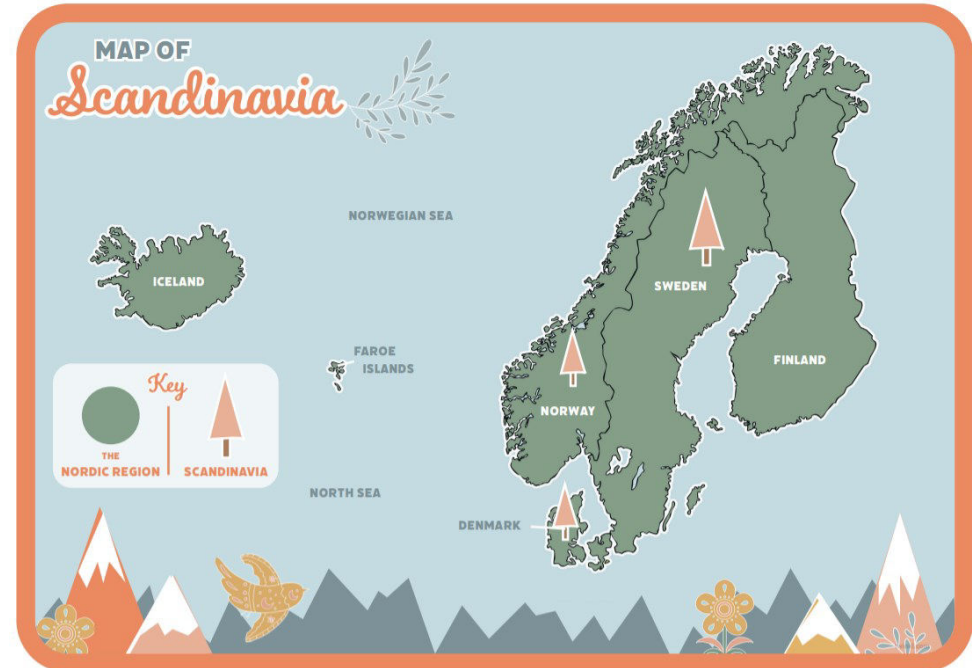 MAP OF
Scandinavia
NORWEGIAN SEA
ICELAND
SWEDEN
FAROE
ISLANDS
FINLAND
NORWAY
Key
THE
NORDIC REGION
SCANDINAVIA
NORTH SEA
DENMARK